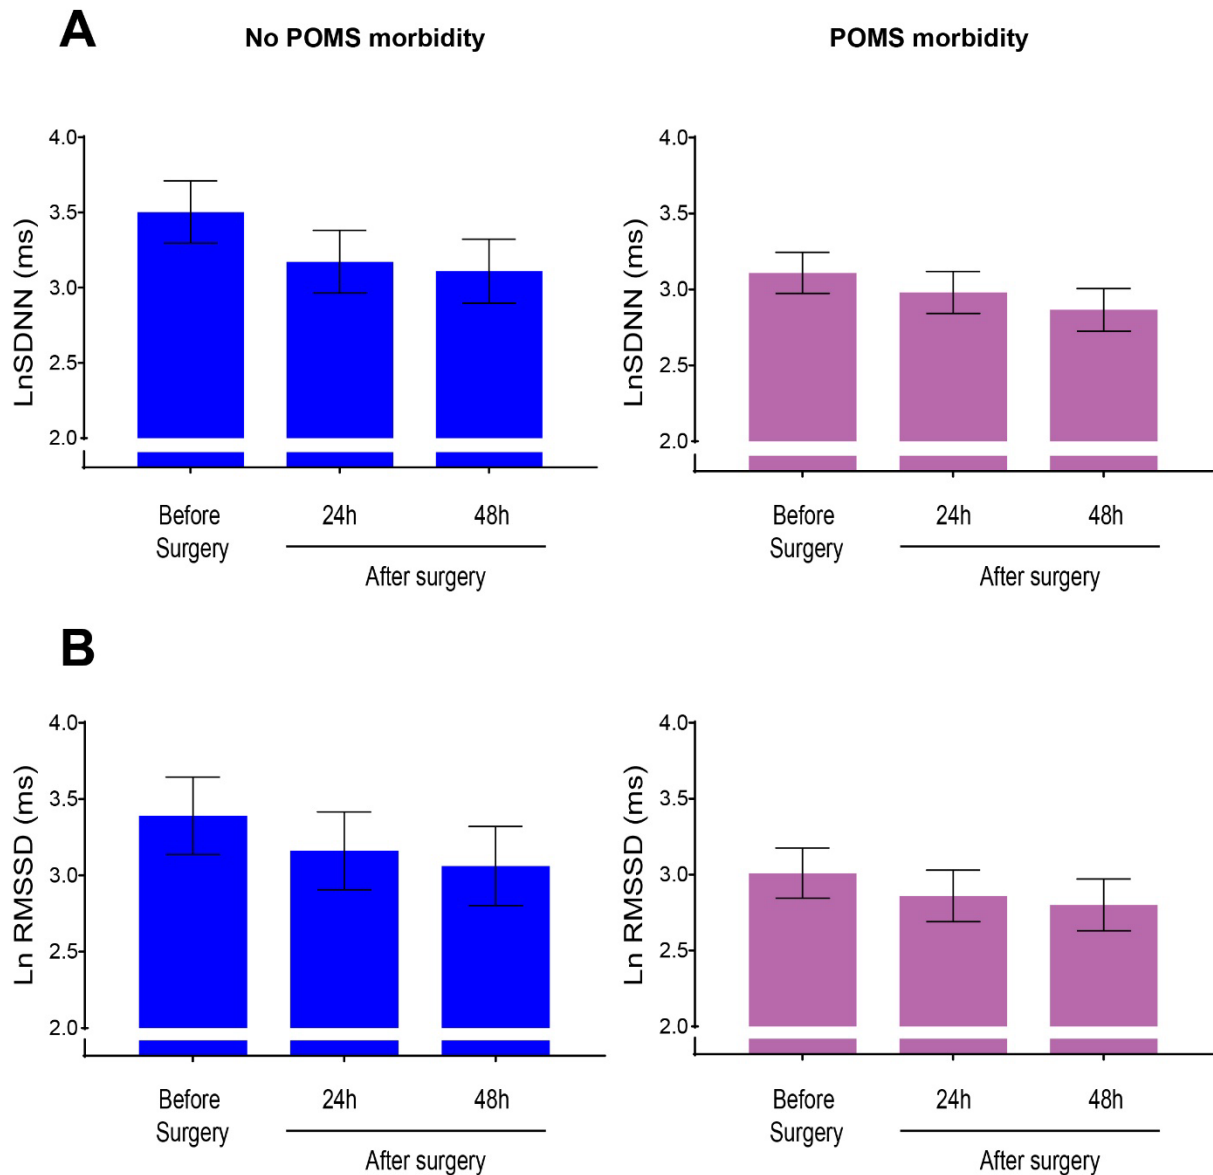 A
No POMS morbidity
POMS morbidity
LnSDNN (ms)
4.0
3.5
3.0
2.5
2.0
Before
Surgery
24h
48h
After surgery
LnSDNN (ms)
4.0
3.5
3.0
2.5
2.0
Before
Surgery
24h
48h
After surgery
B
Ln RMSSD (ms)
4.0
3.5
3.0
2.5
2.0
Before
Surgery
24h
48h
After surgery
Ln RMSSD (ms)
4.0
3.5
3.0
2.5
2.0
Before
Surgery
24h
48h
After surgery